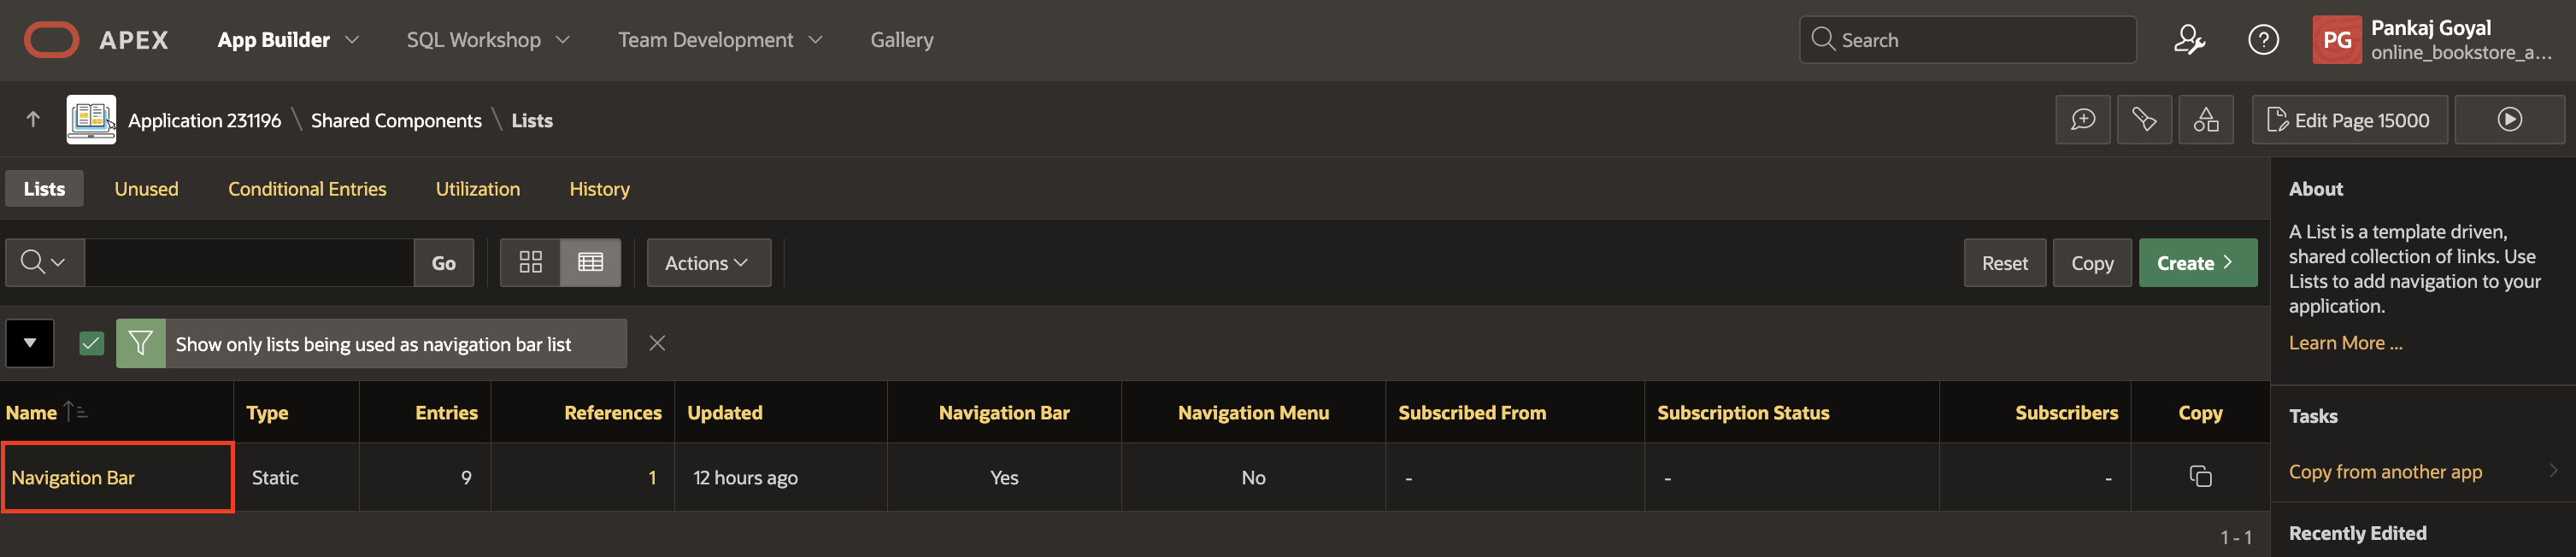 APEX App Builder SQL Workshop Team Development Gallery Search PG Pankaj Goyal
online_bookstore_a...
Application 231196 \ Shared Components \ Lists Edit Page 15000
Lists Unused Conditional Entries Utilization History
Go Actions Reset Copy Create
Show only lists being used as navigation bar list
Name Type Entries References Updated Navigation Bar Navigation Menu Subscribed From Subscription Status Subscribers Copy
Navigation Bar Static 9 1 12 hours ago Yes No - - -
1 - 1
About
A List is a template driven,
shared collection of links. Use
Lists to add navigation to your
application.
Learn More ...
Tasks
Copy from another app
Recently Edited